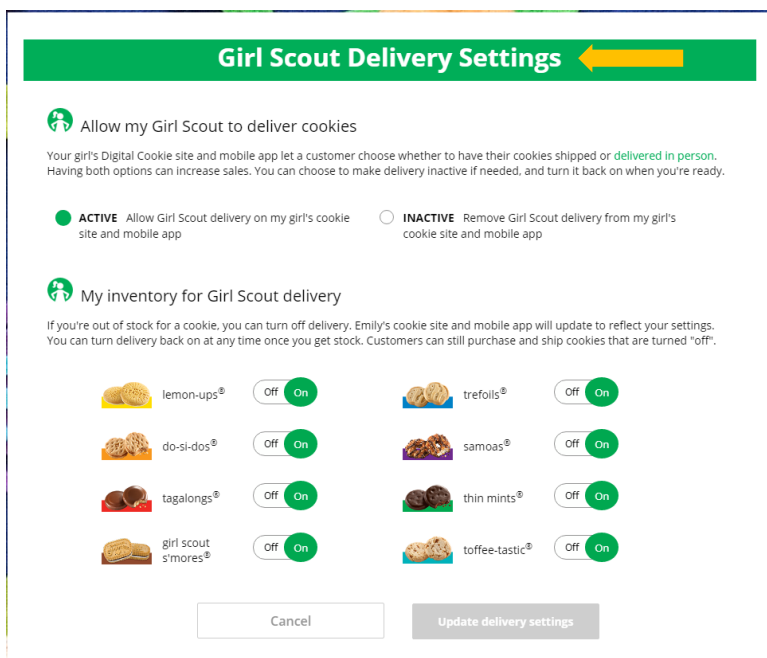 Girl Scout Delivery Settings
Allow my Girl Scout to deliver cookies
Your girl's Digital Cookie site and mobile app let a customer choose whether to have their cookies shipped or delivered in person.
Having both options can increase sales. You can choose to make delivery inactive if needed, and turn it back on when you're ready.
ACTIVE Allow Girl Scout delivery on my girl's cookie
site and mobile app
INACTIVE Remove Girl Scout delivery from my girl's
cookie site and mobile app
My inventory for Girl Scout delivery
If you're out of stock for a cookie, you can turn off delivery. Emily's cookie site and mobile app will update to reflect your settings.
You can turn delivery back on at any time once you get stock. Customers can still purchase and ship cookies that are turned "off".
lemon-ups® Off On
trefoils® Off On
do-si-dos® Off On
samoas® Off On
tagalongs® Off On
thin mints® Off On
girl scout
s'mores® Off On
toffee-tastic® Off On
Cancel
Update delivery settings